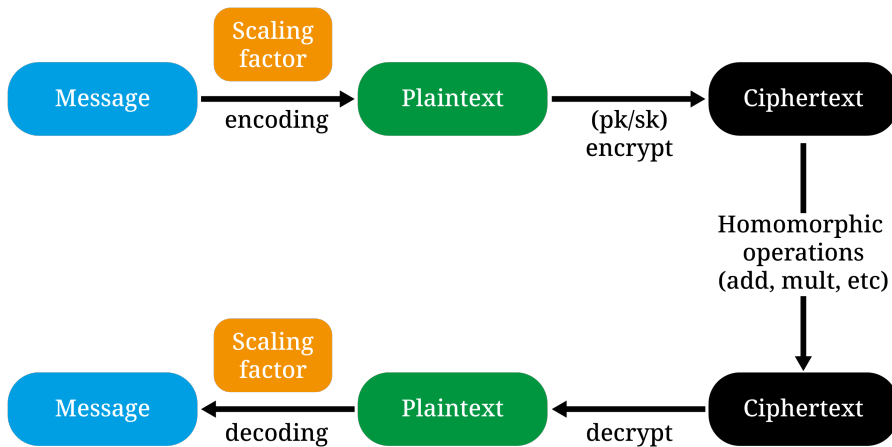 Scaling
factor
Message
Plaintext
Ciphertext
encoding
(pk/sk)
encrypt
Homomorphic
operations
(add, mult, etc)
Scaling
factor
Message
Plaintext
Ciphertext
decoding
decrypt